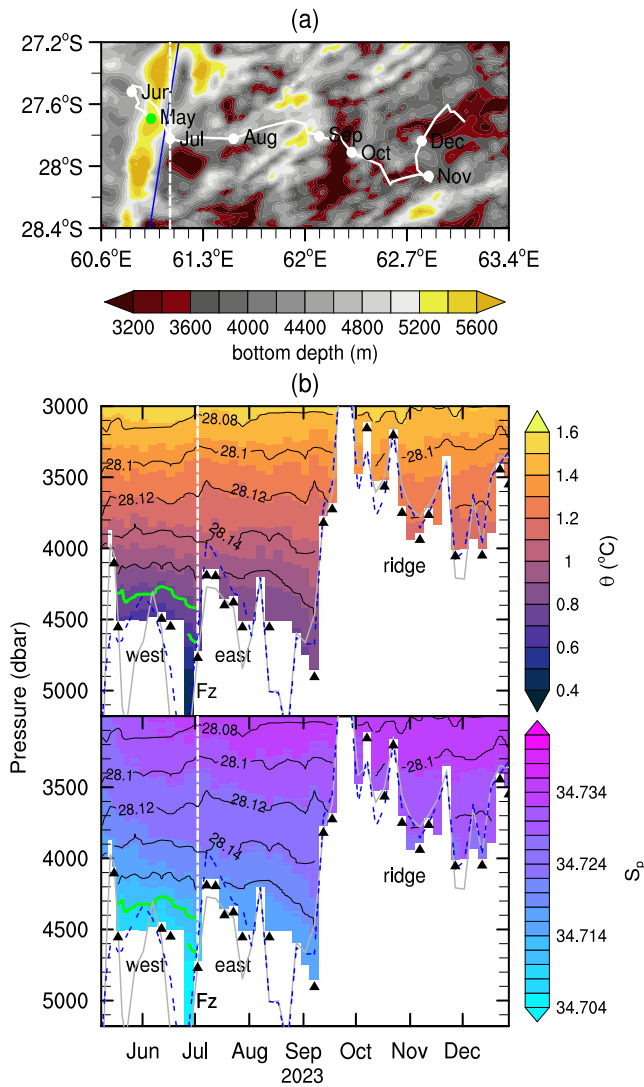 (a)
27.2°S
27.6°S
28°S
28.4°S
Jun
May
Jul
Aug
Sep
Oct
Dec
Nov
60.6°E
61.3°E
62°E
62.7°E
63.4°E
3200
3600
4000
4400
4800
5200
5600
bottom depth (m)
(b)
Pressure (dbar)
3000
3500
4000
4500
5000
28.08
28.1
28.12
28.14
28.1
28.12
west
east
Fz
ridge
1.6
1.4
1.2
1
0.8
0.6
0.4
θ (°C)
3500
4000
4500
5000
28.08
28.1
28.12
28.14
28.1
28.12
west
east
Fz
ridge
34.734
34.724
34.714
34.704
Sp
Jun
Jul
Aug
Sep
Oct
Nov
Dec
2023